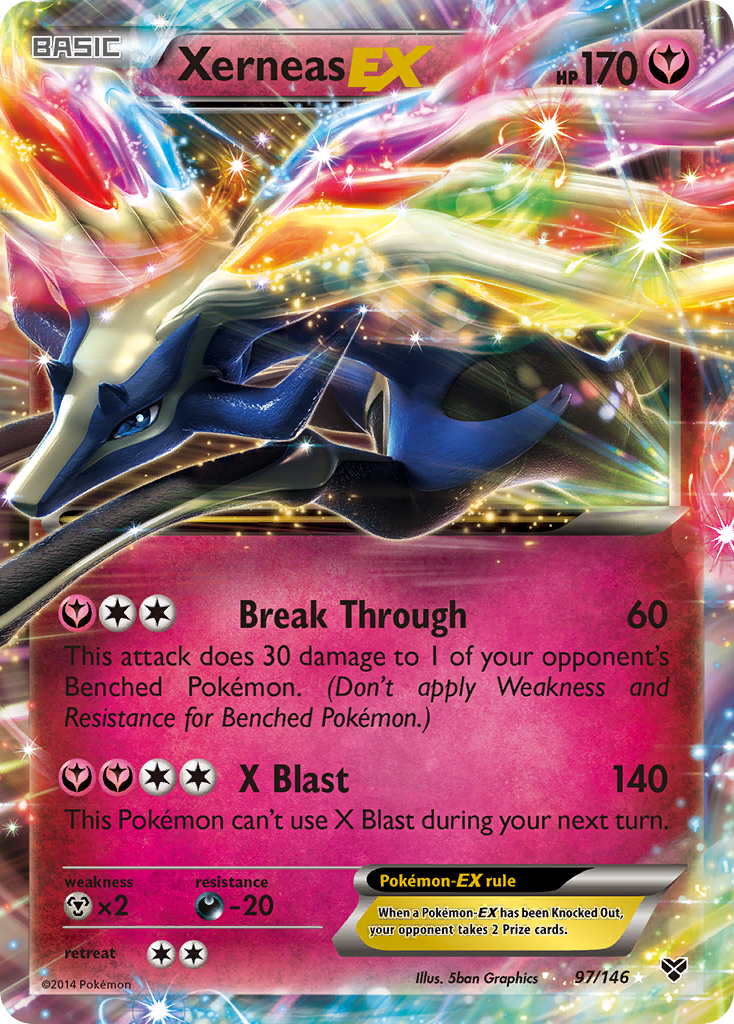 BASIC
Xerneas EX
HP 170
Break Through 60
This attack does 30 damage to 1 of your opponent's
Benched Pokémon. (Don't apply Weakness and
Resistance for Benched Pokémon.)
X Blast 140
This Pokémon can't use X Blast during your next turn.
weakness resistance
×2 -20
retreat
Pokémon-EX rule
When a Pokémon-EX has been Knocked Out,
your opponent takes 2 Prize cards.
©2014 Pokémon
Illus. 5ban Graphics 97/146